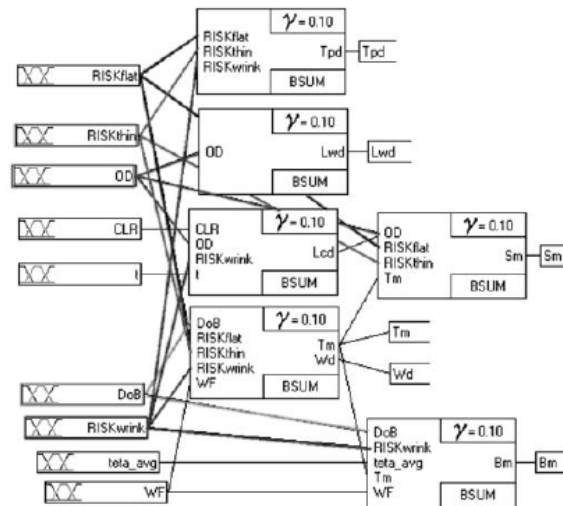 γ = 0.10
RISKflat
RISKthin
RISKwrink
Tpd
Tpd
BSUM
RISKflat
γ = 0.10
RISKthin
OD
Lwd
Lwd
OD
BSUM
γ = 0.10
CLR
CLR
OD
RISKwrink
t
Lcd
BSUM
t
γ = 0.10
OD
RISKflat
RISKthin
Tm
Sm
Sm
BSUM
γ = 0.10
DoB
RISKflat
RISKthin
RISKwrink
WF
Tm
Wd
BSUM
Tm
Wd
DoB
RISKwrink
teta_avg
WF
γ = 0.10
DoB
RISKwrink
teta_avg
Tm
WF
Bm
Bm
BSUM